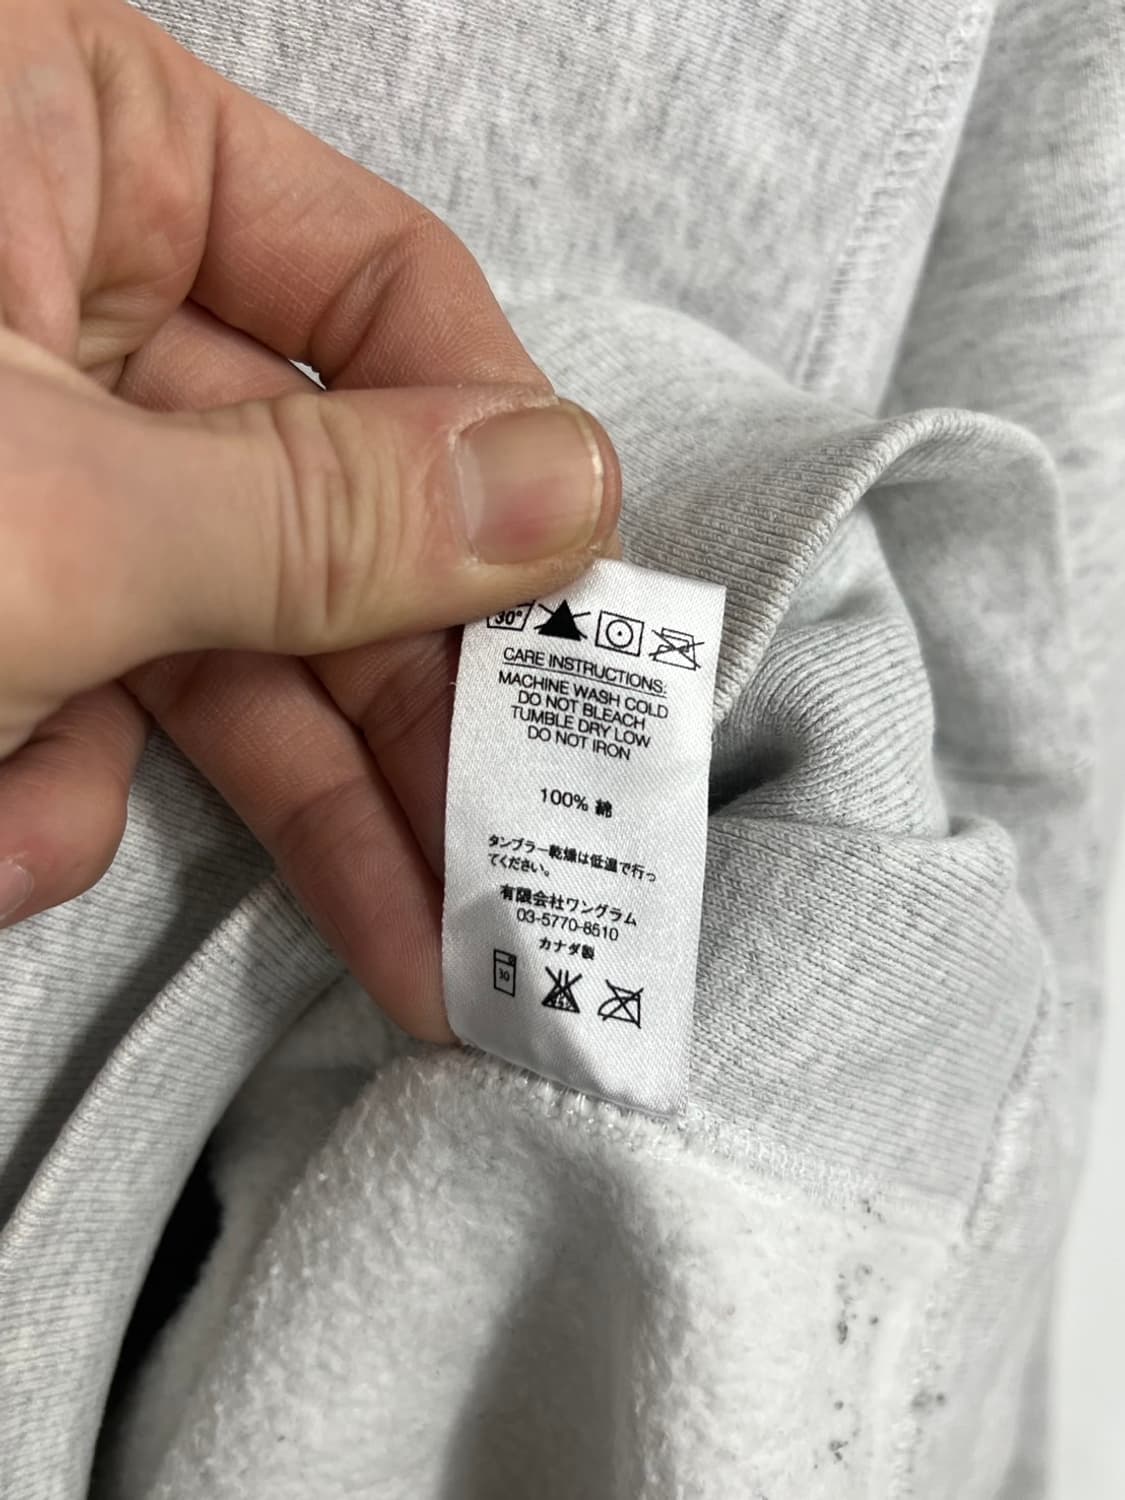 30°
CARE INSTRUCTIONS:
MACHINE WASH COLD
DO NOT BLEACH
TUMBLE DRY LOW
DO NOT IRON
100% 綿
タンブラー乾燥は低温で行っ
てください。
有限会社ワングラム
03-5770-8510
カナダ製
30